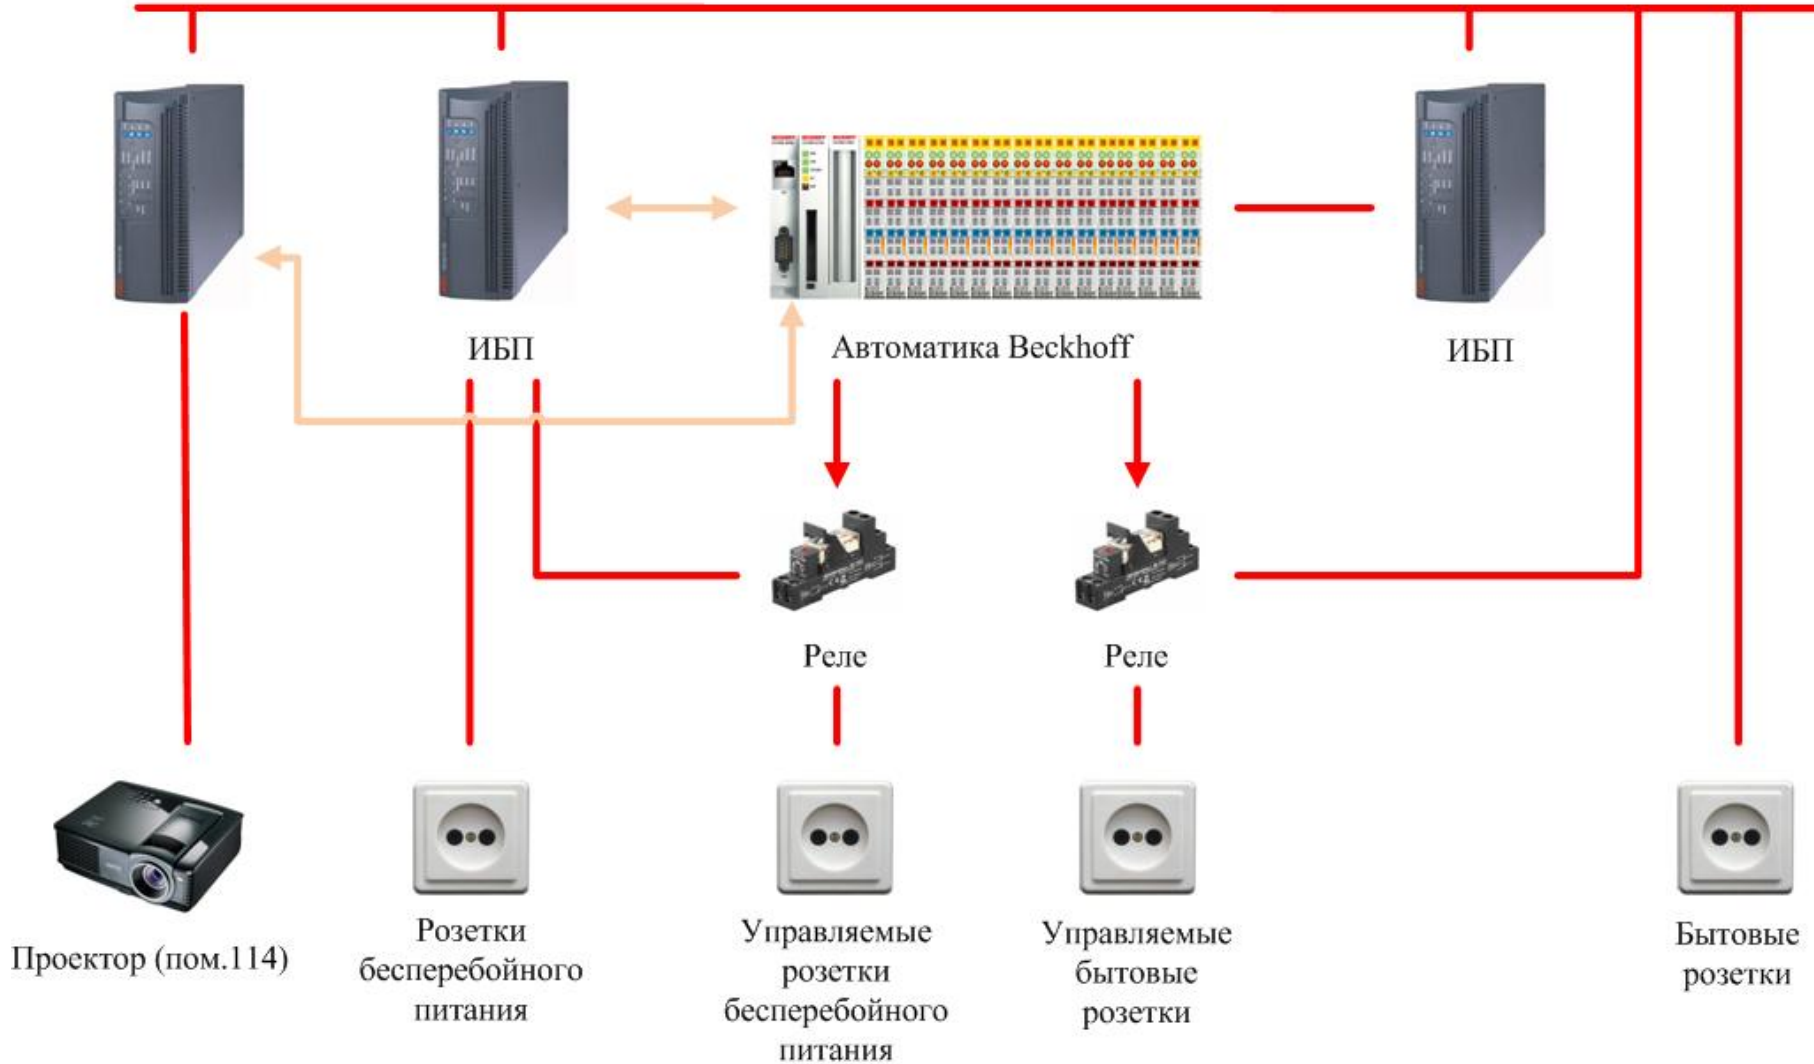 ИБП
Автоматика Beckhoff
ИБП
Реле
Реле
Проектор (пом.114)
Розетки
бесперебойного
питания
Управляемые
розетки
бесперебойного
питания
Управляемые
бытовые
розетки
Бытовые
розетки